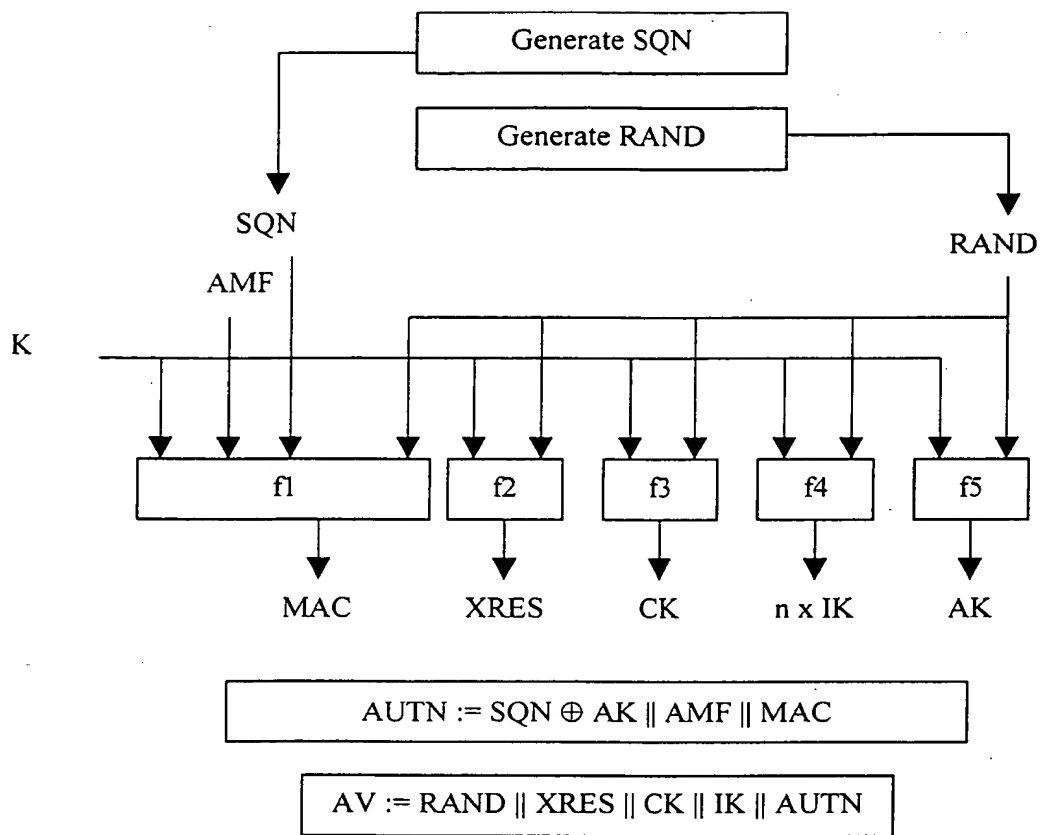 Generate SQN
Generate RAND
SQN
RAND
AMF
K
f1
f2
f3
f4
f5
MAC
XRES
CK
n x IK
AK
AUTN := SQN ⊕ AK || AMF || MAC
AV := RAND || XRES || CK || IK || AUTN